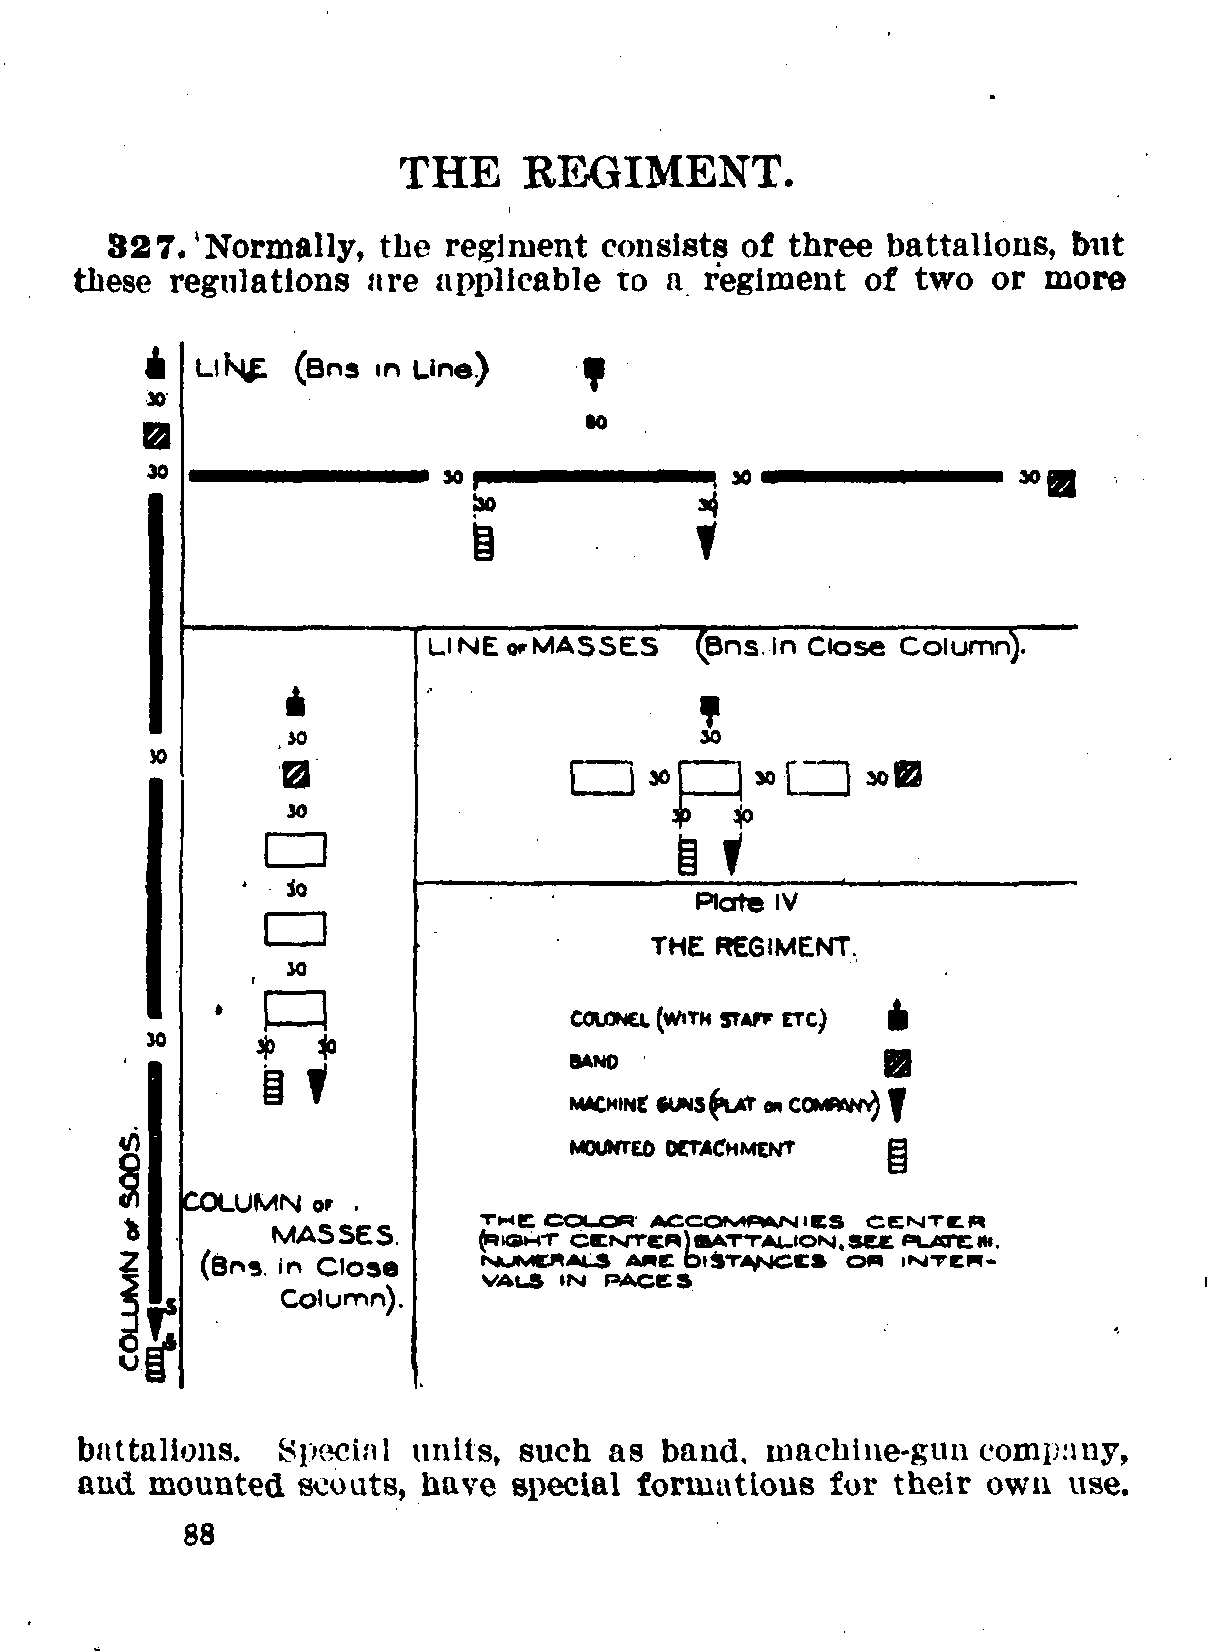 THE REGIMENT.
327. Normally, the regiment consists of three battalions, but
these regulations are applicable to a regiment of two or more
LINE (Bns in Line.)
30
30
80
30
30
30
30
30
30
30
LINE OF MASSES (Bns. in Close Column).
30
30
30
30
30
30
30
30
30
30
30
30
30
Plate IV
THE REGIMENT.
COLONEL (WITH STAFF ETC)
BAND
MACHINE GUNS (PLAT OR COMPANY)
MOUNTED DETACHMENT
THE COLOR ACCOMPANIES CENTER
(RIGHT CENTER) BATTALION, SEE PLATE III.
NUMERALS ARE DISTANCES OR INTER-
VALS IN PACES
COLUMN OF
MASSES.
(Bns. in Close
Column).
COLUMN OF SQDS.
battalions. Special units, such as band, machine-gun company,
and mounted scouts, have special formations for their own use.
88